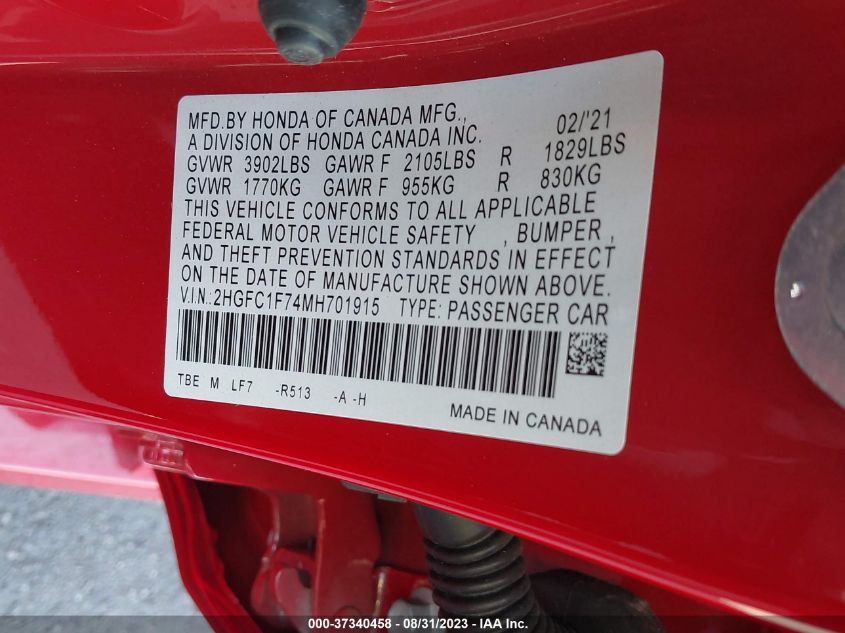 MFD.BY HONDA OF CANADA MFG., 02/'21
A DIVISION OF HONDA CANADA INC.
GVWR 3902LBS GAWR F 2105LBS R 1829LBS
GVWR 1770KG GAWR F 955KG R 830KG
THIS VEHICLE CONFORMS TO ALL APPLICABLE
FEDERAL MOTOR VEHICLE SAFETY , BUMPER ,
AND THEFT PREVENTION STANDARDS IN EFFECT
ON THE DATE OF MANUFACTURE SHOWN ABOVE.
V.I.N.:2HGFC1F74MH701915 TYPE: PASSENGER CAR
TBE M LF7 -R513 -A -H
MADE IN CANADA
000-37340458 - 08/31/2023 - IAA Inc.